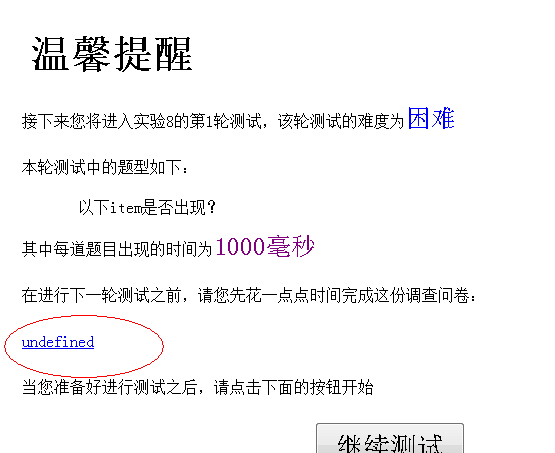 温馨提醒
接下来您将进入实验8的第1轮测试，该轮测试的难度为困难
本轮测试中的题型如下：
以下item是否出现？
其中每道题目出现的时间为1000毫秒
在进行下一轮测试之前，请您先花一点点时间完成这份调查问卷：
undefined
当您准备好进行测试之后，请点击下面的按钮开始
继续测试